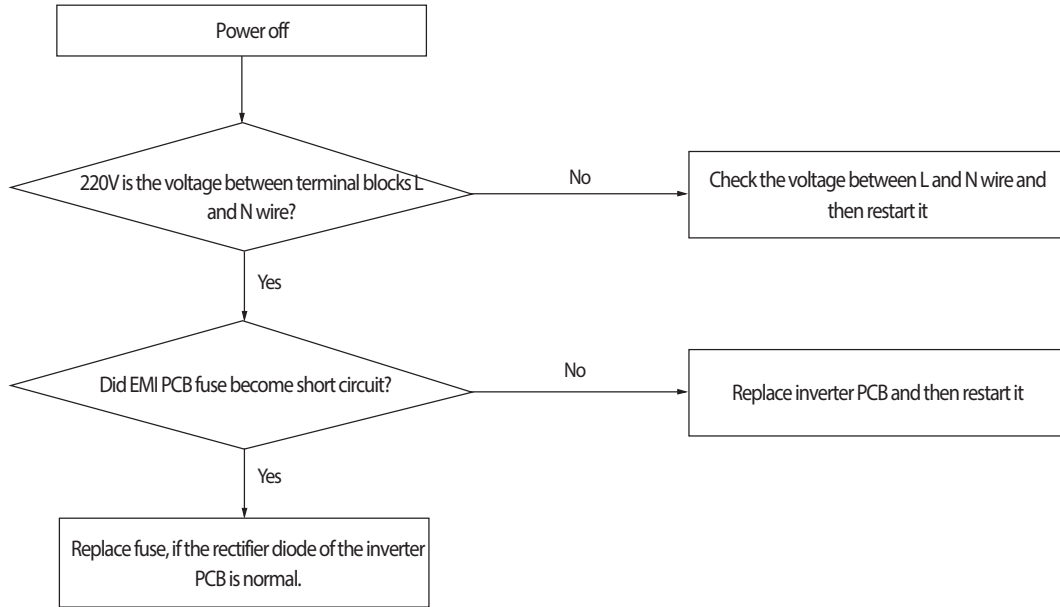 Power off
220V is the voltage between terminal blocks L
and N wire?
No
Check the voltage between L and N wire and
then restart it
Yes
Did EMI PCB fuse become short circuit?
No
Replace inverter PCB and then restart it
Yes
Replace fuse, if the rectifier diode of the inverter
PCB is normal.